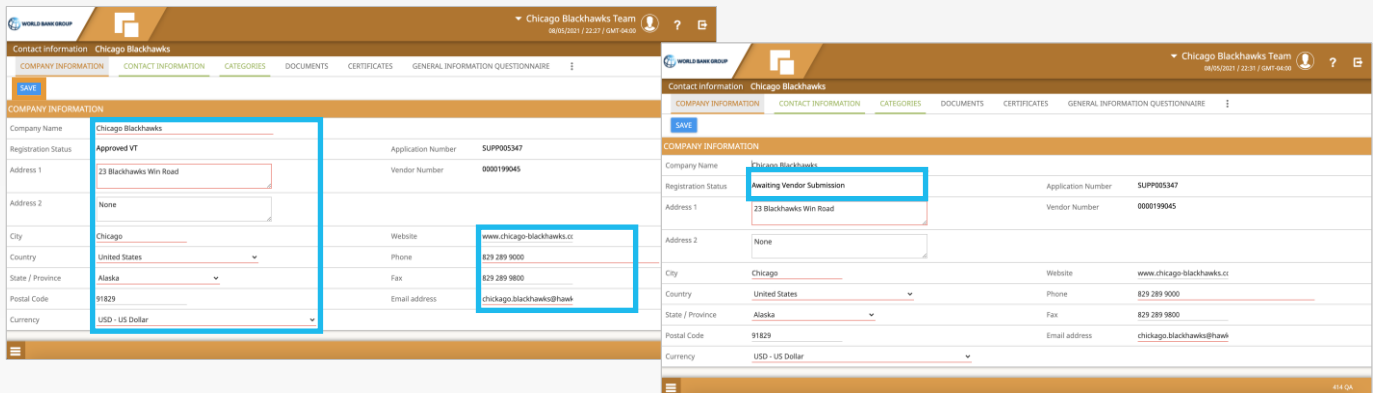 WORLD BANK GROUP
Chicago Blackhawks Team
08/05/2021 / 22:27 / GMT-04:00
?
Contact information Chicago Blackhawks
COMPANY INFORMATION CONTACT INFORMATION CATEGORIES DOCUMENTS CERTIFICATES GENERAL INFORMATION QUESTIONNAIRE
SAVE
COMPANY INFORMATION
Company Name Chicago Blackhawks
Registration Status Approved VT Application Number SUPP005347
Address 1 23 Blackhawks Win Road Vendor Number 0000199045
Address 2 None
City Chicago Website www.chicago-blackhawks.cc
Country United States Phone 829 289 9000
State / Province Alaska Fax 829 289 9800
Postal Code 91829 Email address chickago.blackhawks@hawk
Currency USD - US Dollar
WORLD BANK GROUP
Chicago Blackhawks Team
08/05/2021 / 22:31 / GMT-04:00
?
Contact information Chicago Blackhawks
COMPANY INFORMATION CONTACT INFORMATION CATEGORIES DOCUMENTS CERTIFICATES GENERAL INFORMATION QUESTIONNAIRE
SAVE
COMPANY INFORMATION
Company Name Chicago Blackhawks
Registration Status Awaiting Vendor Submission Application Number SUPP005347
Address 1 23 Blackhawks Win Road Vendor Number 0000199045
Address 2 None
City Chicago Website www.chicago-blackhawks.cc
Country United States Phone 829 289 9000
State / Province Alaska Fax 829 289 9800
Postal Code 91829 Email address chickago.blackhawks@hawk
Currency USD - US Dollar
#14 QA